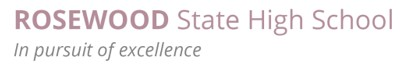 ROSEWOOD State High School
In pursuit of excellence